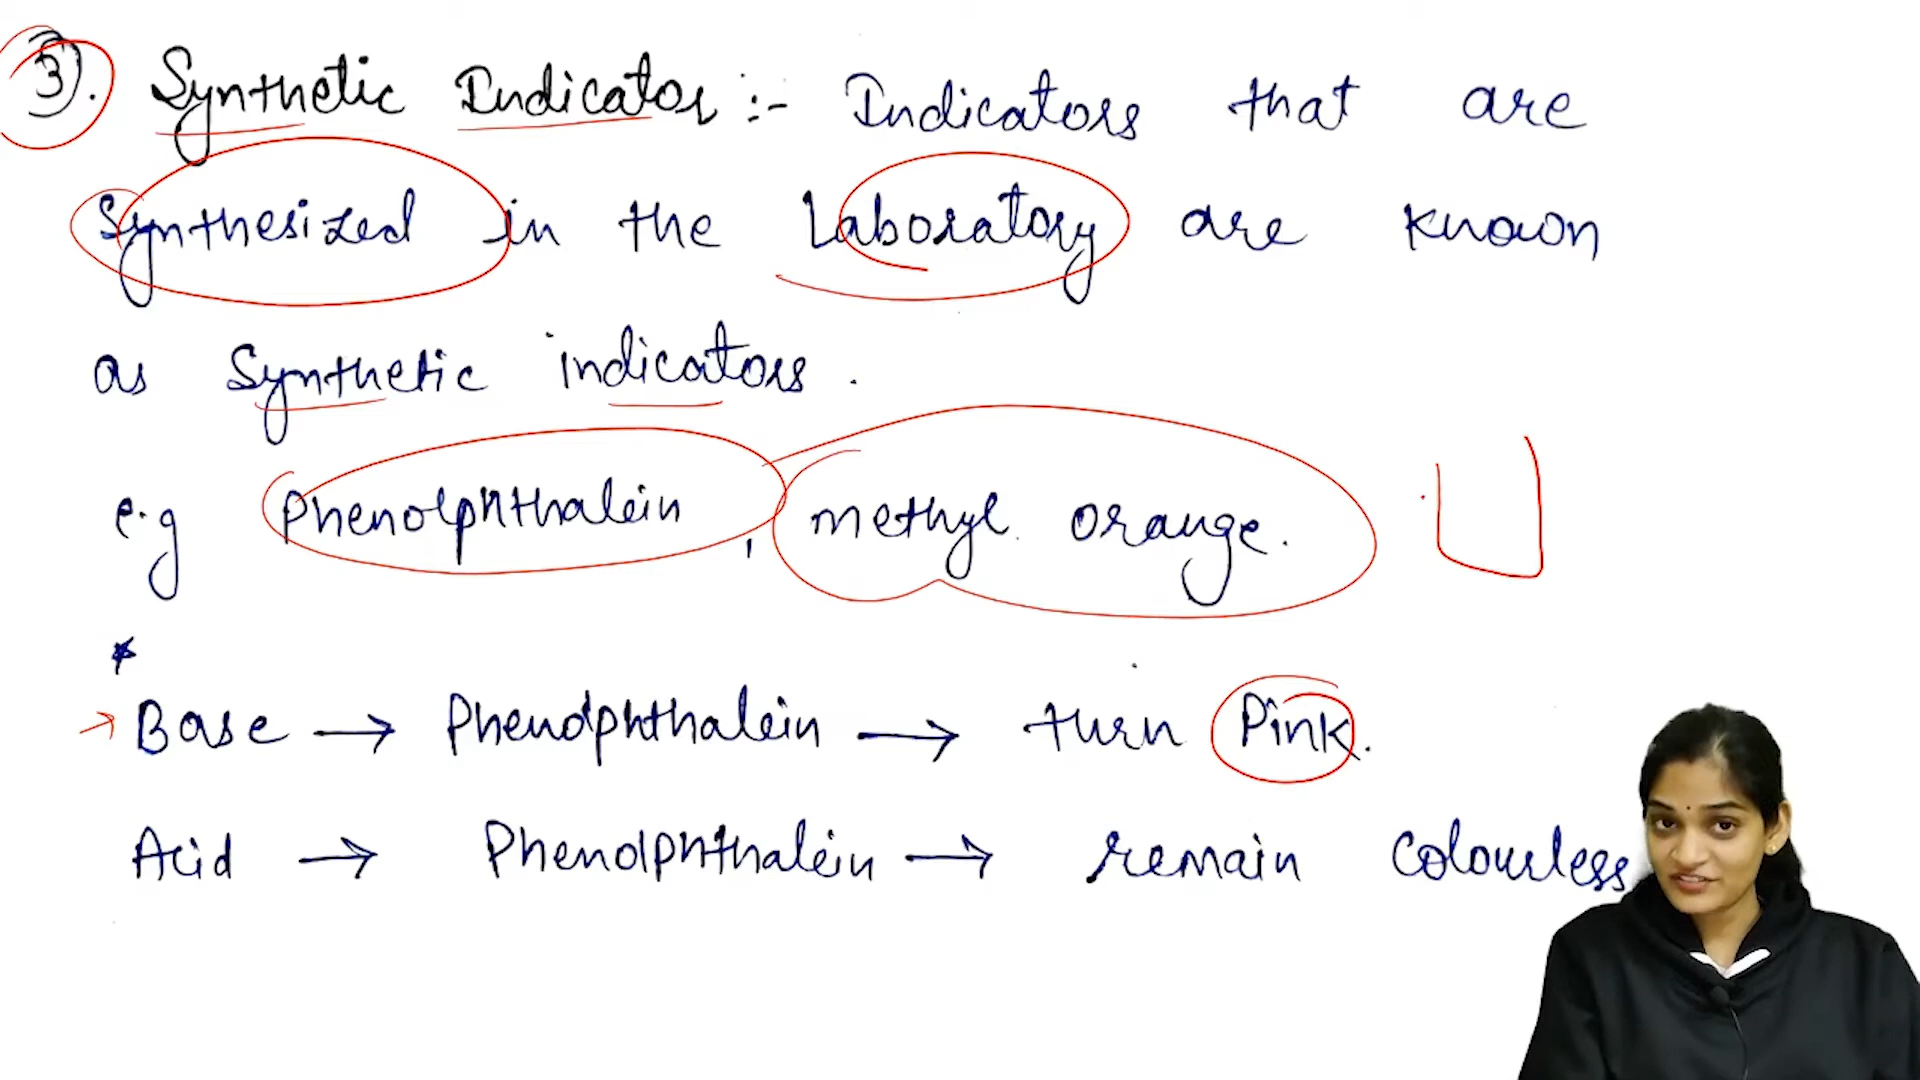 3). Synthetic Indicator :- Indicators that are
Synthesized in the Laboratory are known
as Synthetic indicators.
e.g Phenolphthalein, methyl orange.
* Base → Phenolphthalein → turn Pink.
Acid → Phenolphthalein → remain Colourless